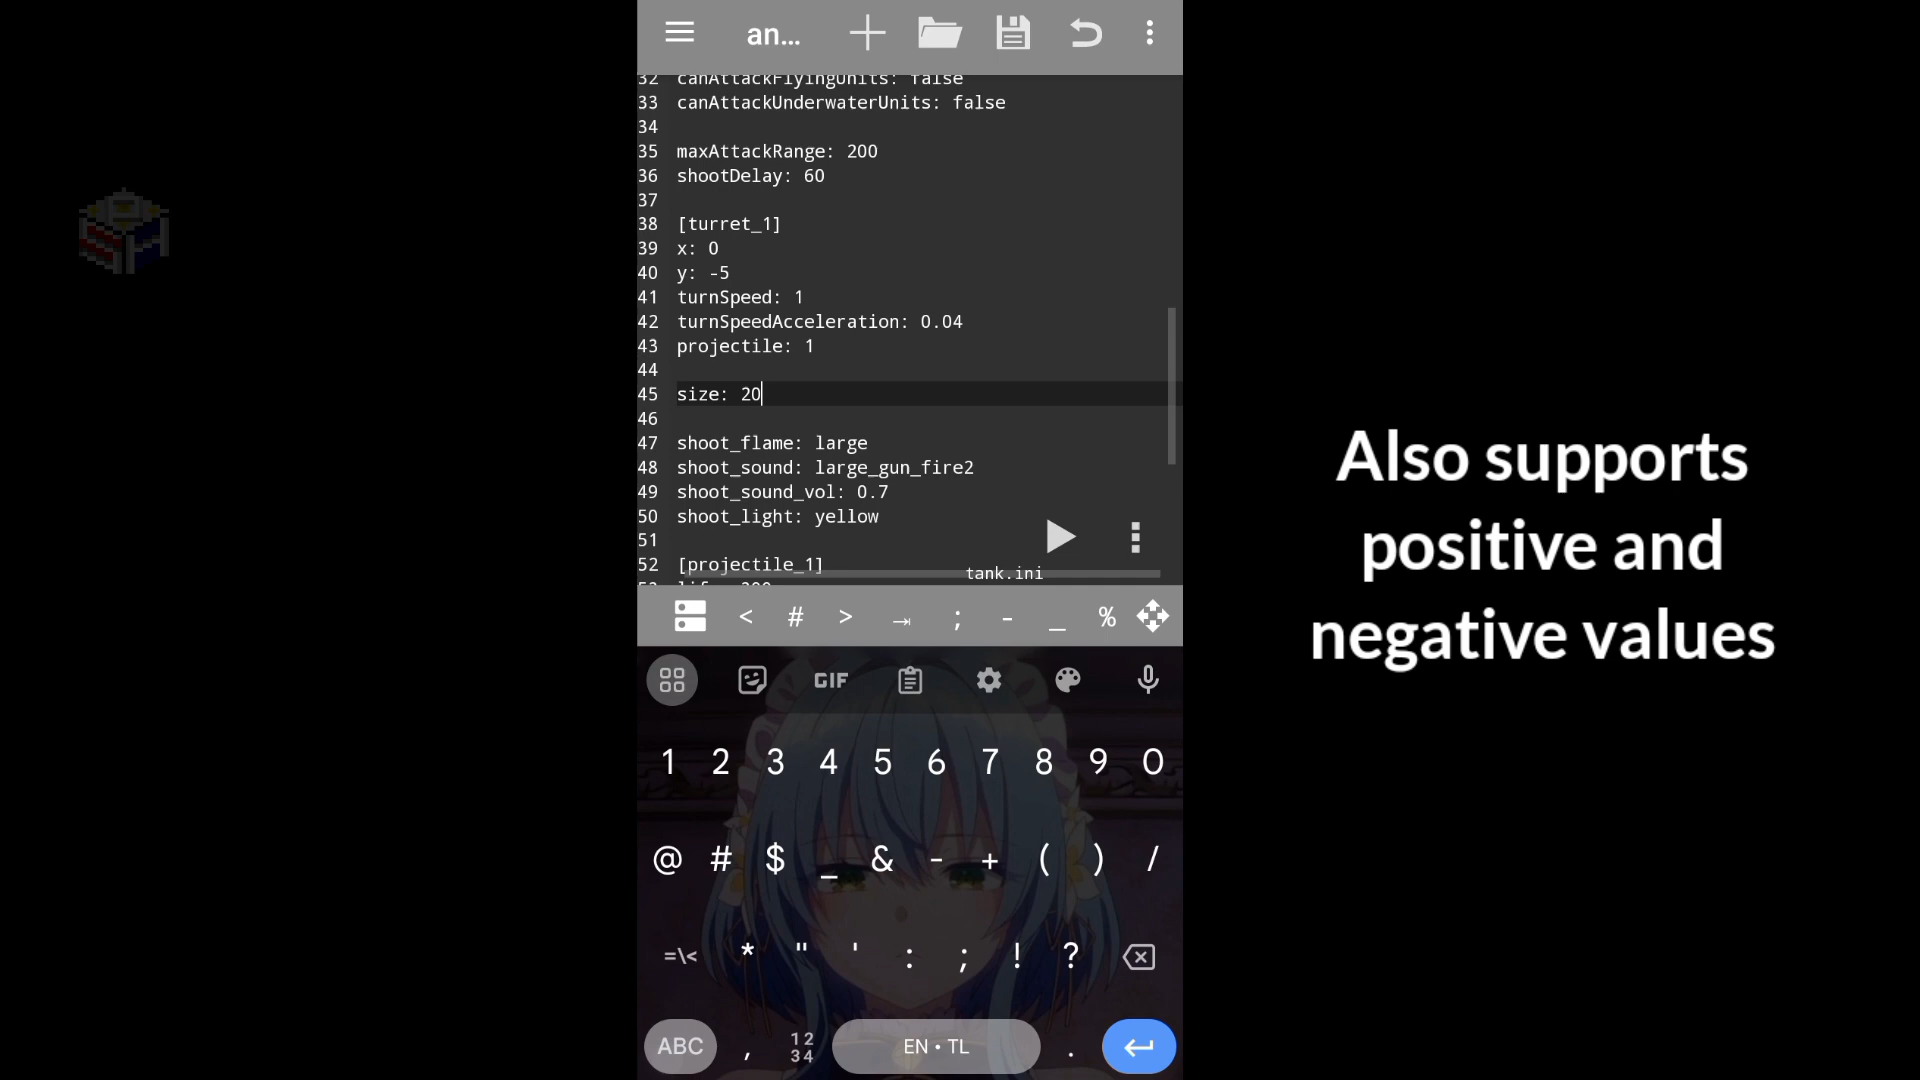 an...
32 canAttackFlyingUnits: false
33 canAttackUnderwaterUnits: false
34
35 maxAttackRange: 200
36 shootDelay: 60
37
38 [turret_1]
39 x: 0
40 y: -5
41 turnSpeed: 1
42 turnSpeedAcceleration: 0.04
43 projectile: 1
44
45 size: 20
46
47 shoot_flame: large
48 shoot_sound: large_gun_fire2
49 shoot_sound_vol: 0.7
50 shoot_light: yellow
51
52 [projectile_1]
tank.ini
< # > ⇥ ; - _ %
GIF
1 2 3 4 5 6 7 8 9 0
@ # $ _ & - + ( ) /
=\< * " ' : ; ! ?
ABC , 12 34 EN • TL .
Also supports
positive and
negative values